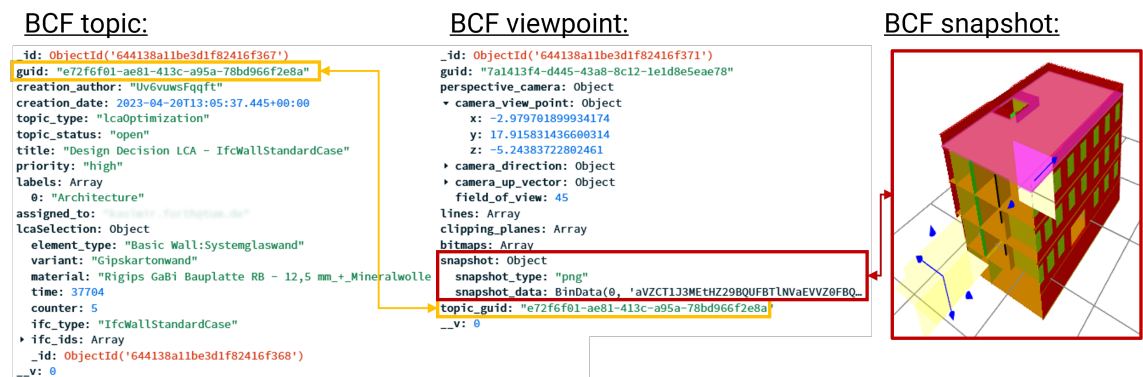 BCF topic:
_id: ObjectId('644138a11be3d1f82416f367')
guid: "e72f6f01-ae81-413c-a95a-78bd966f2e8a"
creation_author: "Uv6vuwsFqqft"
creation_date: 2023-04-20T13:05:37.445+00:00
topic_type: "lcaOptimization"
topic_status: "open"
title: "Design Decision LCA - IfcWallStandardCase"
priority: "high"
labels: Array
0: "Architecture"
assigned_to:
lcaSelection: Object
element_type: "Basic Wall:Systemglaswand"
variant: "Gipskartonwand"
material: "Rigips GaBi Bauplatte RB - 12,5 mm_+_Mineralwolle
time: 37704
counter: 5
ifc_type: "IfcWallStandardCase"
ifc_ids: Array
_id: ObjectId('644138a11be3d1f82416f368')
__v: 0
BCF viewpoint:
_id: ObjectId('644138a11be3d1f82416f371')
guid: "7a1413f4-d445-43a8-8c12-1e1d8e5eae78"
perspective_camera: Object
camera_view_point: Object
x: -2.979701899934174
y: 17.915831436600314
z: -5.24383722802461
camera_direction: Object
camera_up_vector: Object
field_of_view: 45
lines: Array
clipping_planes: Array
bitmaps: Array
snapshot: Object
snapshot_type: "png"
snapshot_data: BinData(0, 'aVZCT1J3MEtHZ29BQUFBTlNVaEVVZ0FBQ…
topic_guid: "e72f6f01-ae81-413c-a95a-78bd966f2e8a
__v: 0
BCF snapshot: